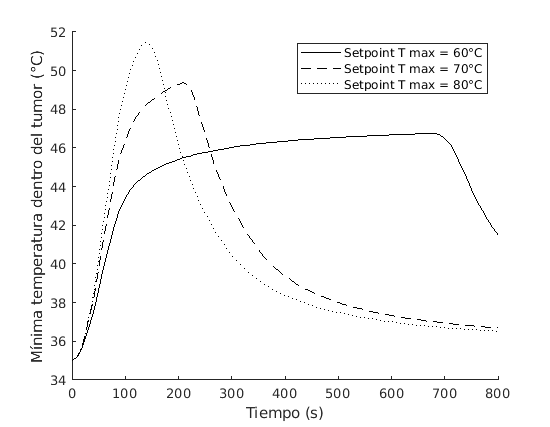 Mínima temperatura dentro del tumor (°C)
52
50
48
46
44
42
40
38
36
34
Setpoint T max = 60°C
Setpoint T max = 70°C
Setpoint T max = 80°C
0 100 200 300 400 500 600 700 800
Tiempo (s)